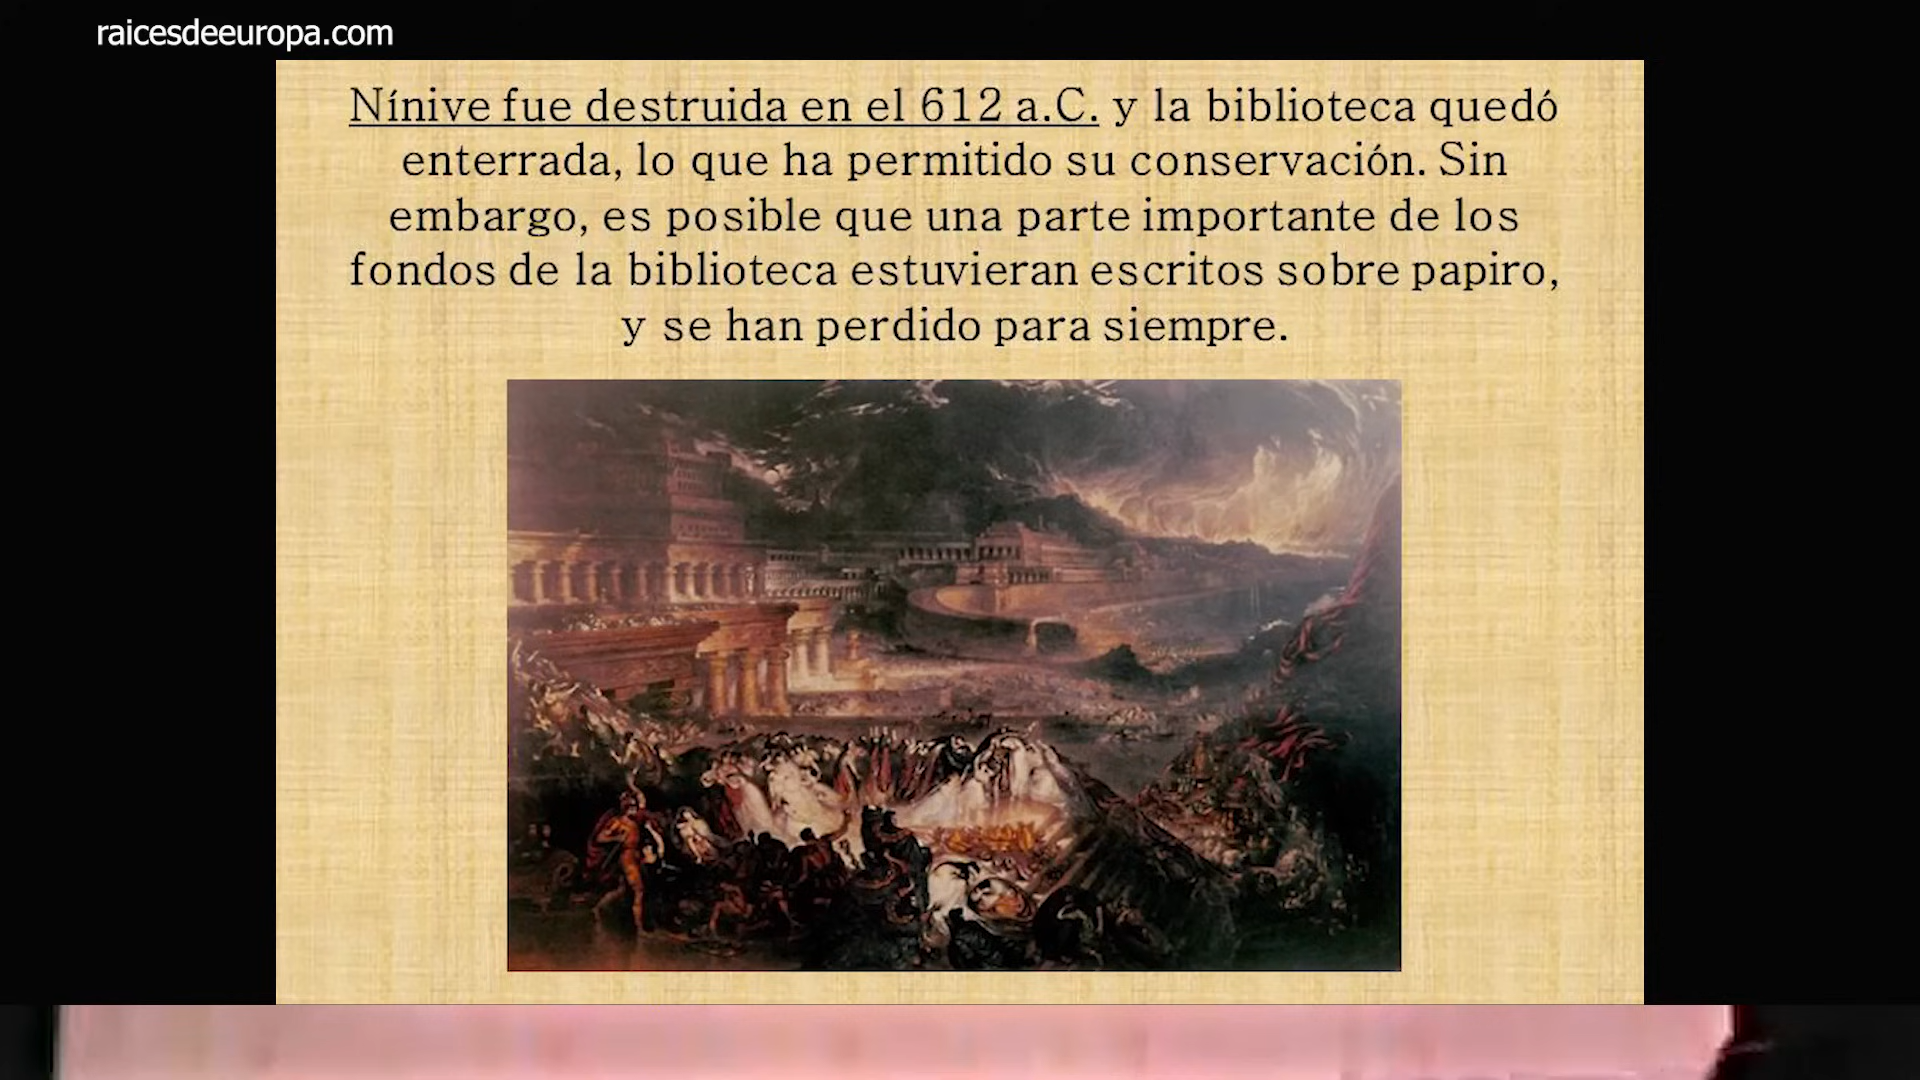 raicesdeeuropa.com
Nínive fue destruida en el 612 a.C. y la biblioteca quedó
enterrada, lo que ha permitido su conservación. Sin
embargo, es posible que una parte importante de los
fondos de la biblioteca estuvieran escritos sobre papiro,
y se han perdido para siempre.